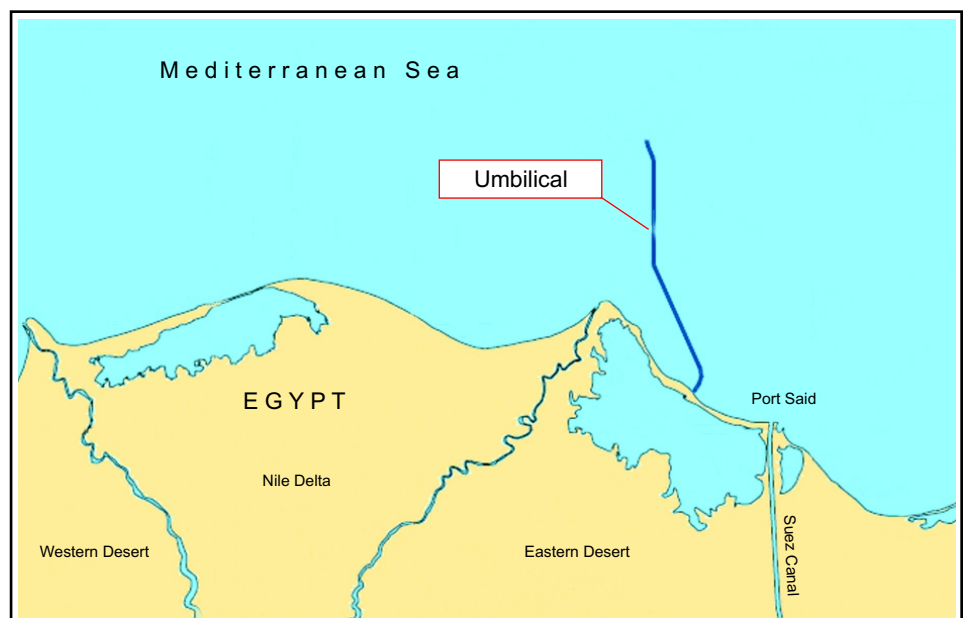 Mediterranean Sea
Umbilical
EGYPT
Port Said
Nile Delta
Western Desert
Eastern Desert
Suez Canal